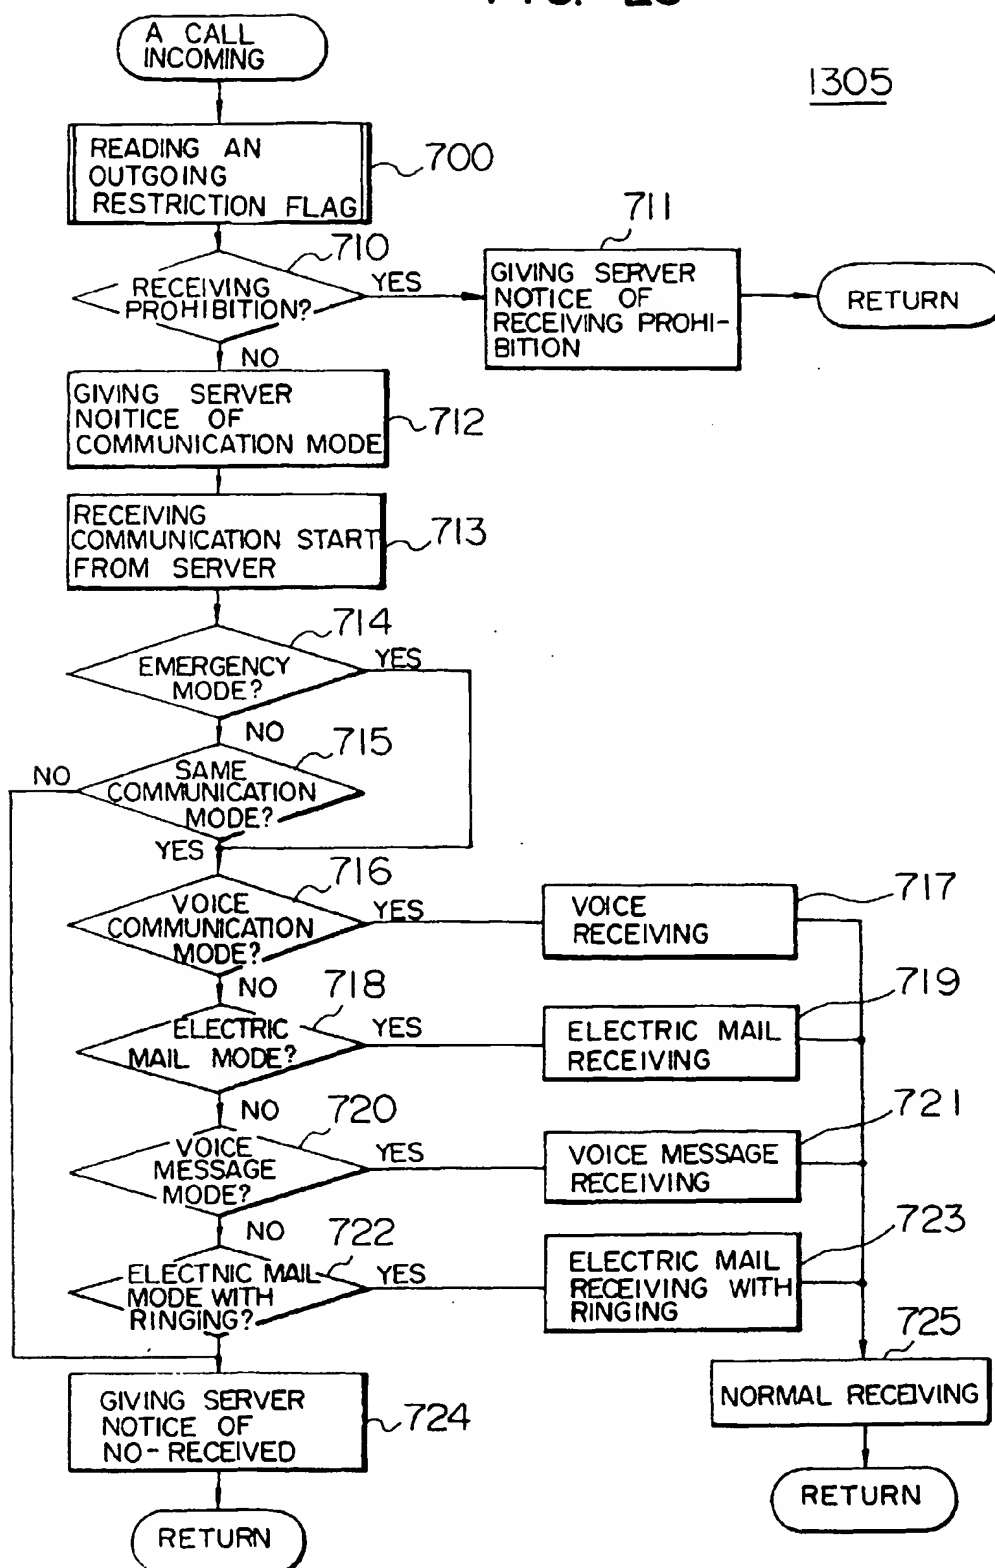 A CALL
INCOMING
1305
READING AN
OUTGOING
RESTRICTION FLAG
700
710
RECEIVING
PROHIBITION?
YES
NO
711
GIVING SERVER
NOTICE OF
RECEIVING PROHI-
BITION
RETURN
GIVING SERVER
NOITICE OF
COMMUNICATION MODE
712
RECEIVING
COMMUNICATION START
FROM SERVER
713
714
EMERGENCY
MODE?
YES
NO
715
NO
SAME
COMMUNICATION
MODE?
YES
716
VOICE
COMMUNICATION
MODE?
YES
NO
VOICE
RECEIVING
717
718
ELECTRIC
MAIL MODE?
YES
NO
ELECTRIC MAIL
RECEIVING
719
720
VOICE
MESSAGE
MODE?
YES
NO
VOICE MESSAGE
RECEIVING
721
722
ELECTNIC MAIL
MODE WITH
RINGING?
YES
ELECTRIC MAIL
RECEIVING WITH
RINGING
723
725
NORMAL RECEIVING
RETURN
GIVING SERVER
NOTICE OF
NO-RECEIVED
724
RETURN